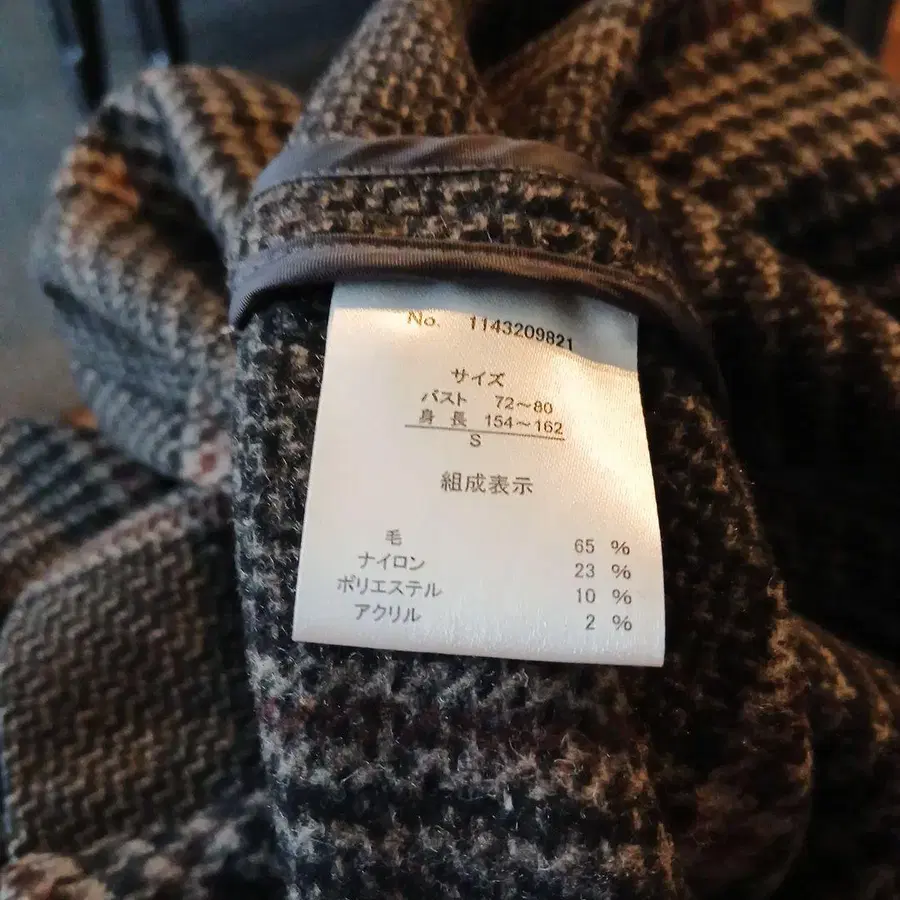 No. 1143209821
サイズ
バスト 72～80
身長 154～162
S
組成表示
毛 65 %
ナイロン 23 %
ポリエステル 10 %
アクリル 2 %